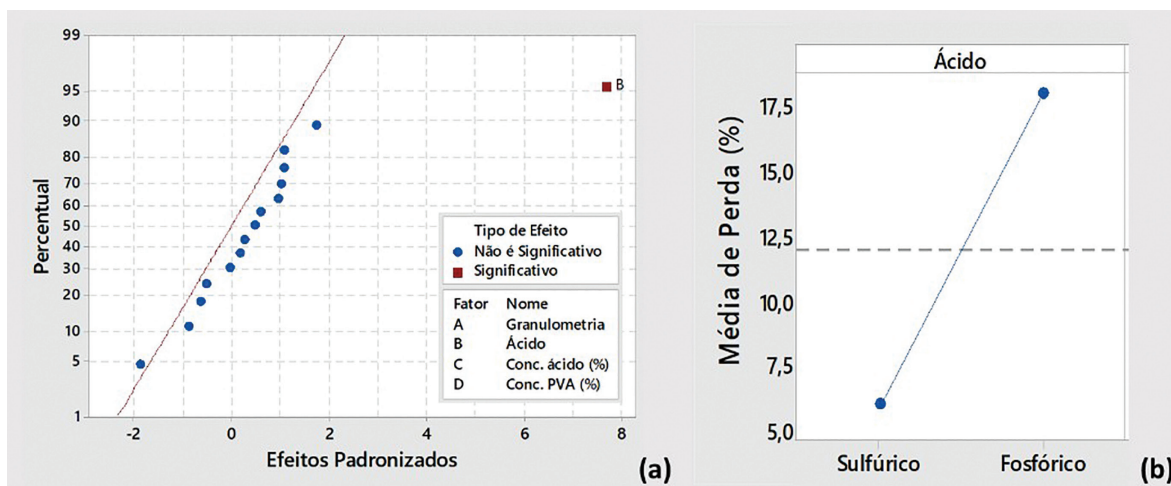 99
95
90
80
70
60
50
40
30
20
10
5
1
Percentual
-2
0
2
4
6
8
Efeitos Padronizados
B
Tipo de Efeito
Não é Significativo
Significativo
Fator Nome
A Granulometria
B Ácido
C Conc. ácido (%)
D Conc. PVA (%)
(a)
Ácido
Média de Perda (%)
17,5
15,0
12,5
10,0
7,5
5,0
Sulfúrico
Fosfórico
(b)